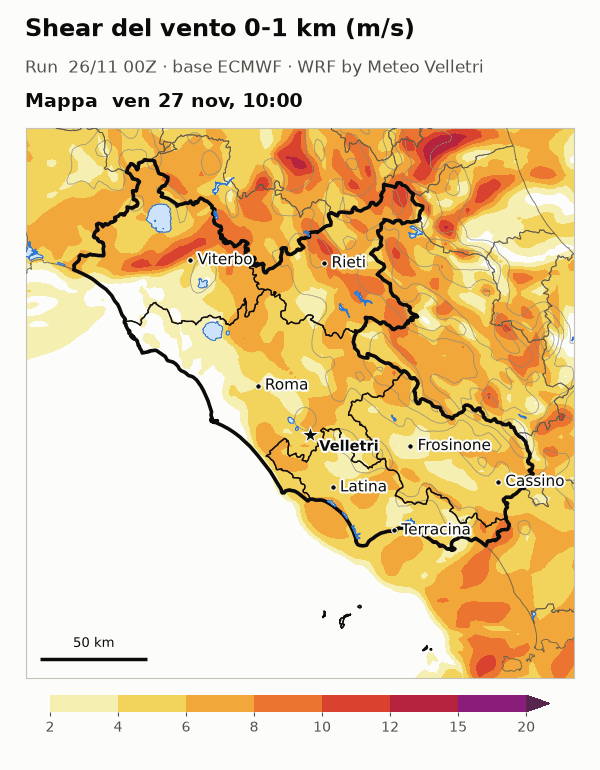 Shear del vento 0-1 km (m/s)
Run  26/11 00Z · base ECMWF · WRF by Meteo Velletri
Mappa  ven 27 nov, 10:00
Viterbo
Rieti
Roma
Velletri
Frosinone
Latina
Cassino
Terracina
50 km
2 4 6 8 10 12 15 20